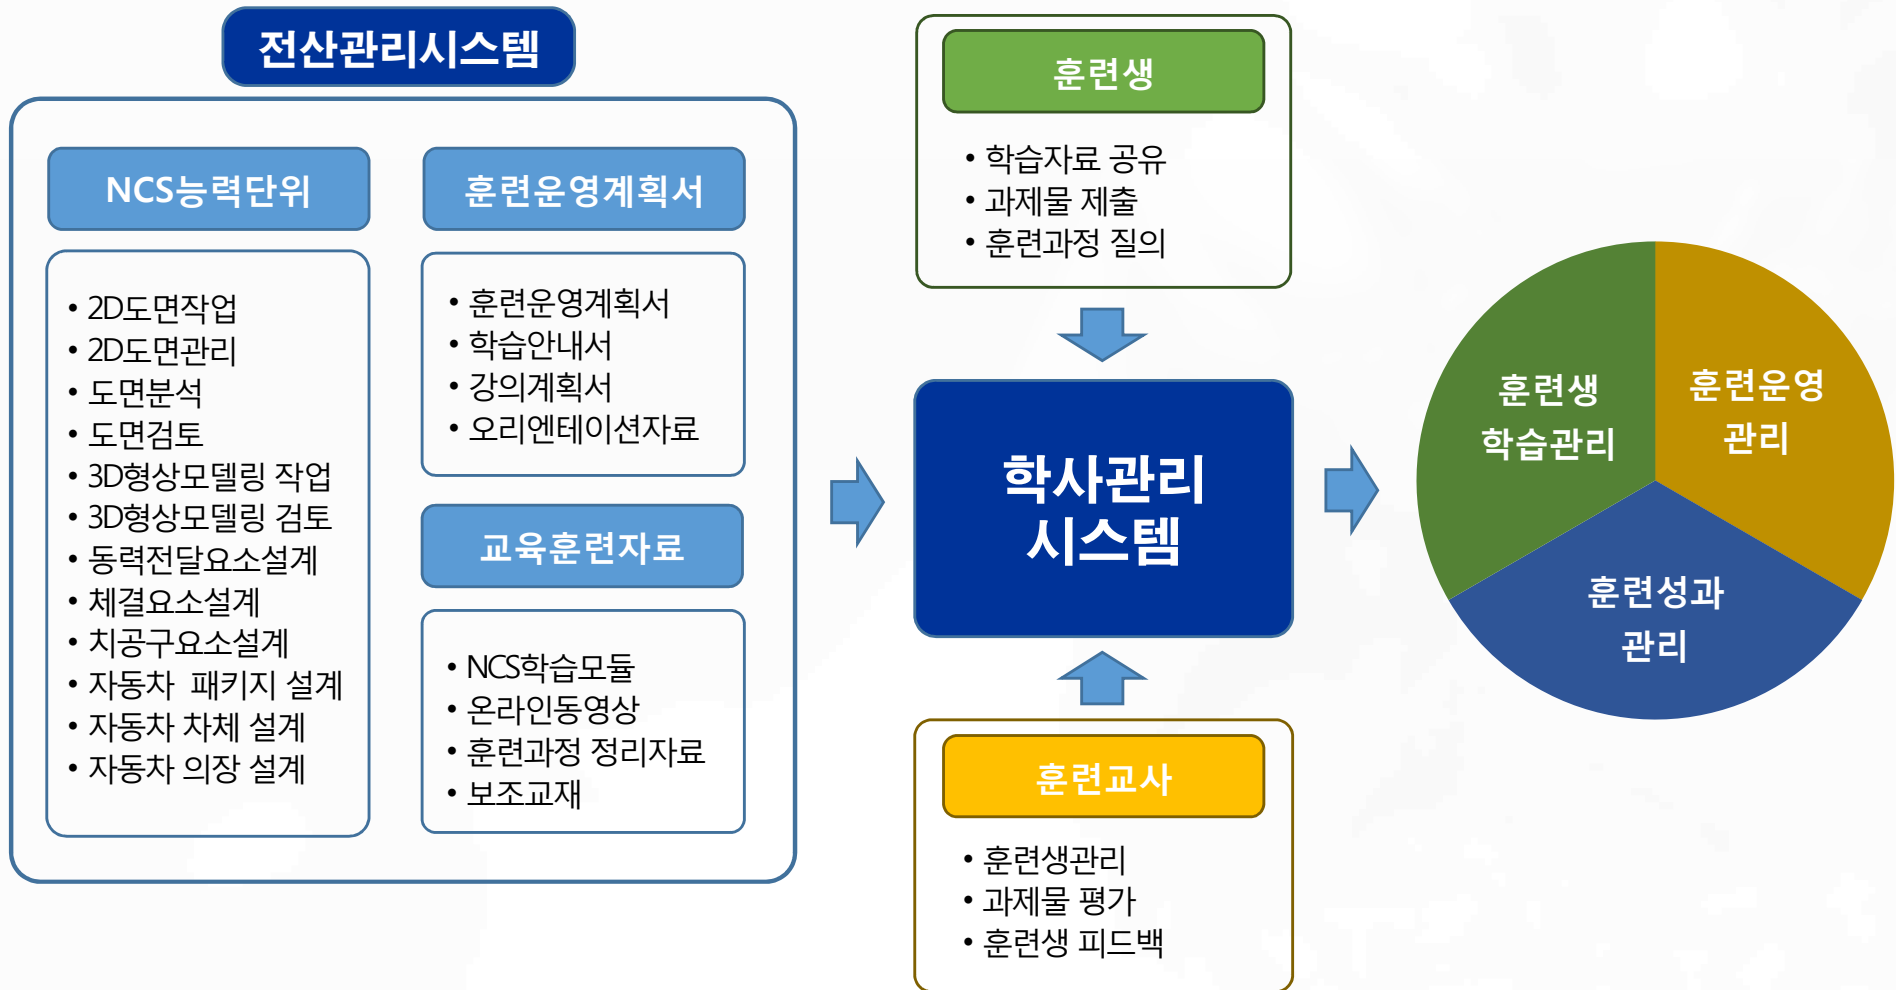 전산관리시스템
NCS능력단위
• 2D도면작업
• 2D도면관리
• 도면분석
• 도면검토
• 3D형상모델링 작업
• 3D형상모델링 검토
• 동력전달요소설계
• 체결요소설계
• 치공구요소설계
• 자동차 패키지 설계
• 자동차 차체 설계
• 자동차 의장 설계
훈련운영계획서
• 훈련운영계획서
• 학습안내서
• 강의계획서
• 오리엔테이션자료
교육훈련자료
• NCS학습모듈
• 온라인동영상
• 훈련과정 정리자료
• 보조교재
훈련생
• 학습자료 공유
• 과제물 제출
• 훈련과정 질의
학사관리
시스템
훈련교사
• 훈련생관리
• 과제물 평가
• 훈련생 피드백
훈련생
학습관리
훈련운영
관리
훈련성과
관리